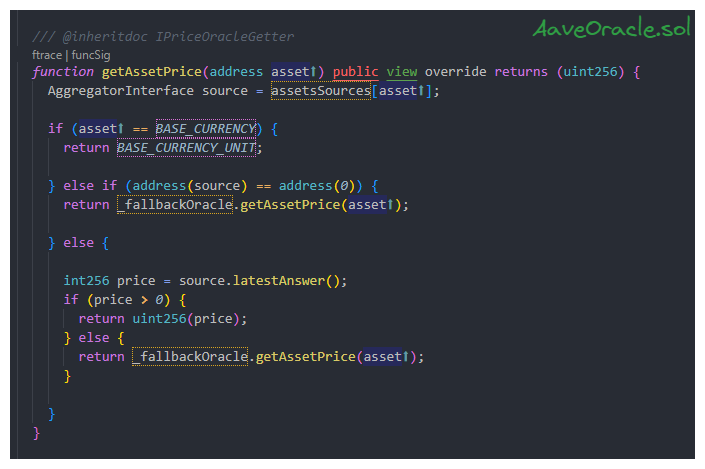 AaveOracle.sol
/// @inheritdoc IPriceOracleGetter
ftrace | funcSig
function getAssetPrice(address asset↑) public view override returns (uint256) {
AggregatorInterface source = assetsSources[asset↑];
if (asset↑ == BASE_CURRENCY) {
return BASE_CURRENCY_UNIT;
} else if (address(source) == address(0)) {
return _fallbackOracle.getAssetPrice(asset↑);
} else {
int256 price = source.latestAnswer();
if (price > 0) {
return uint256(price);
} else {
return _fallbackOracle.getAssetPrice(asset↑);
}
}
}